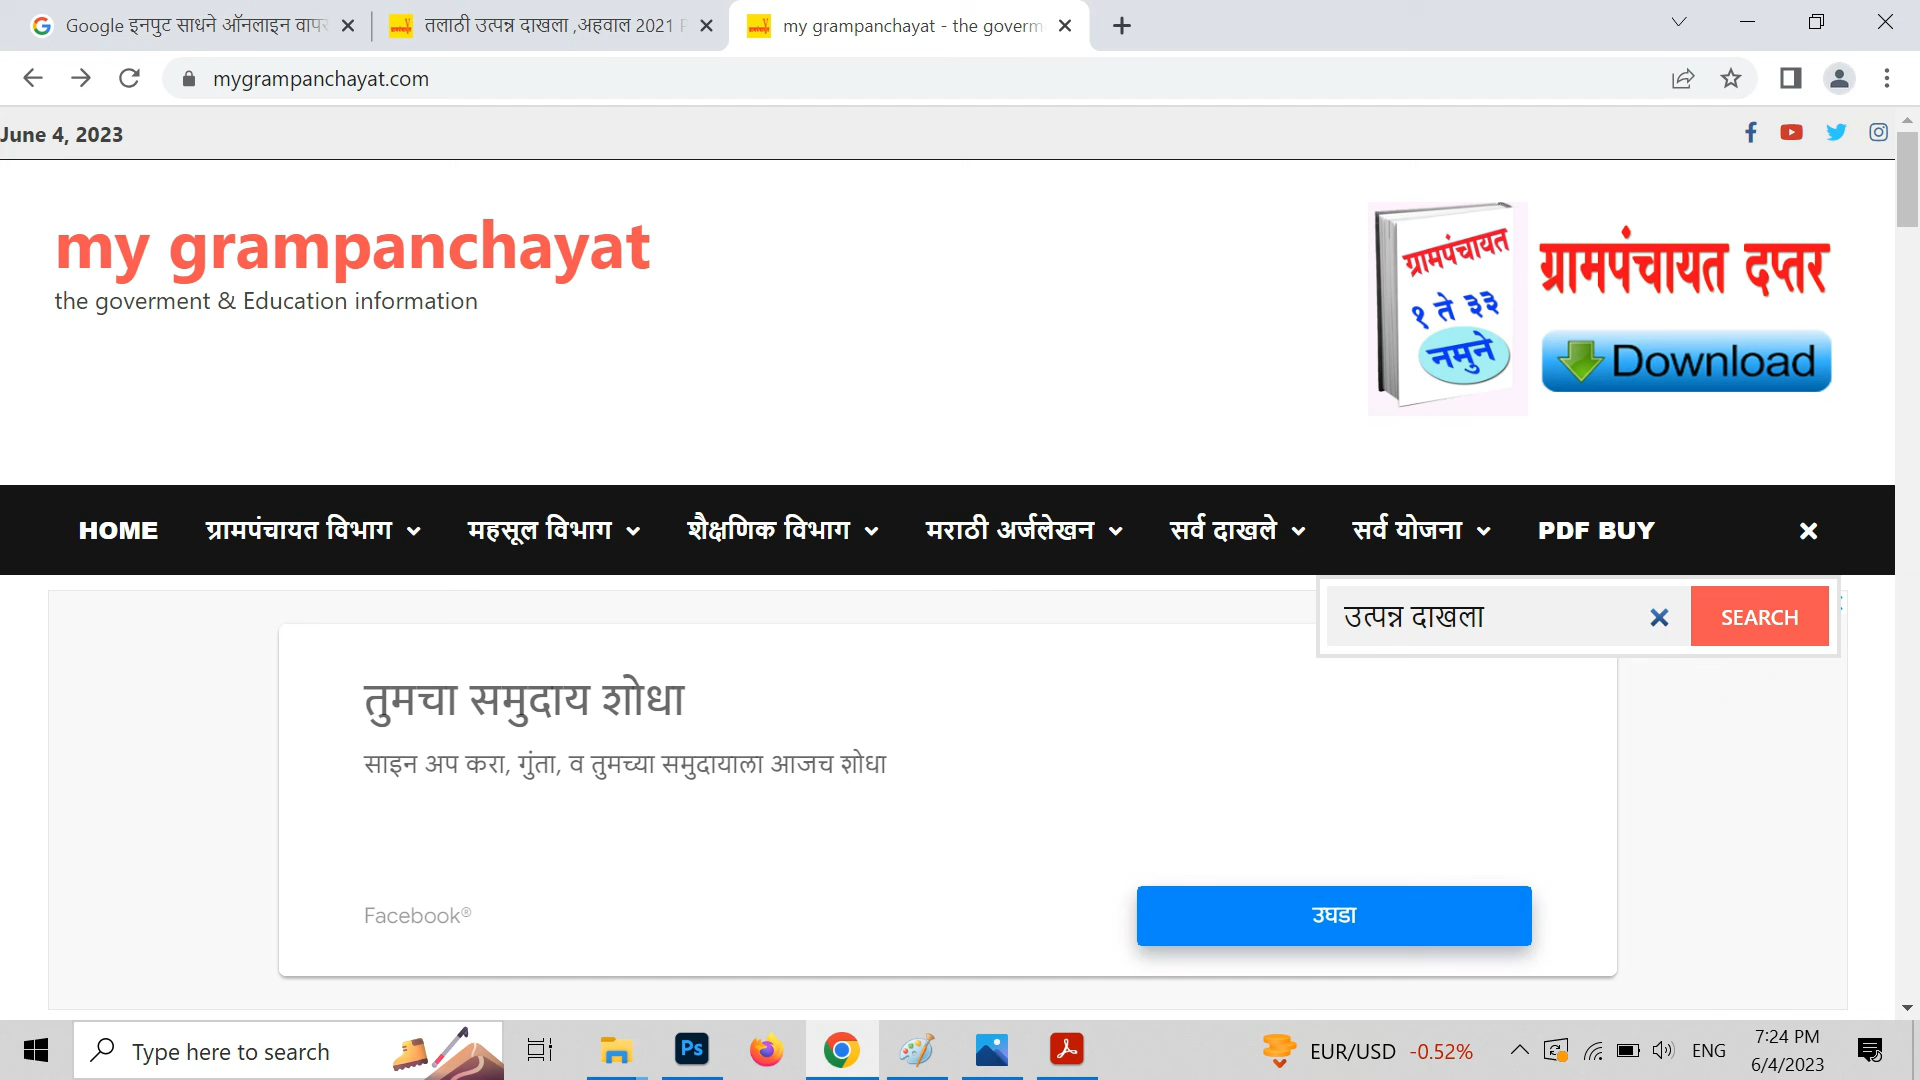 Google इनपुट साधने ऑनलाइन वापर
तलाठी उत्पन्न दाखला ,अहवाल 2021 P
my grampanchayat - the goverm
mygrampanchayat.com
June 4, 2023
my grampanchayat
the goverment & Education information
ग्रामपंचायत
१ ते ३३
नमुने
ग्रामपंचायत दप्तर
Download
HOME ग्रामपंचायत विभाग महसूल विभाग शैक्षणिक विभाग मराठी अर्जलेखन सर्व दाखले सर्व योजना PDF BUY
उत्पन्न दाखला SEARCH
तुमचा समुदाय शोधा
साइन अप करा, गुंता, व तुमच्या समुदायाला आजच शोधा
Facebook®
उघडा
Type here to search
Ps
EUR/USD -0.52%
ENG
7:24 PM
6/4/2023